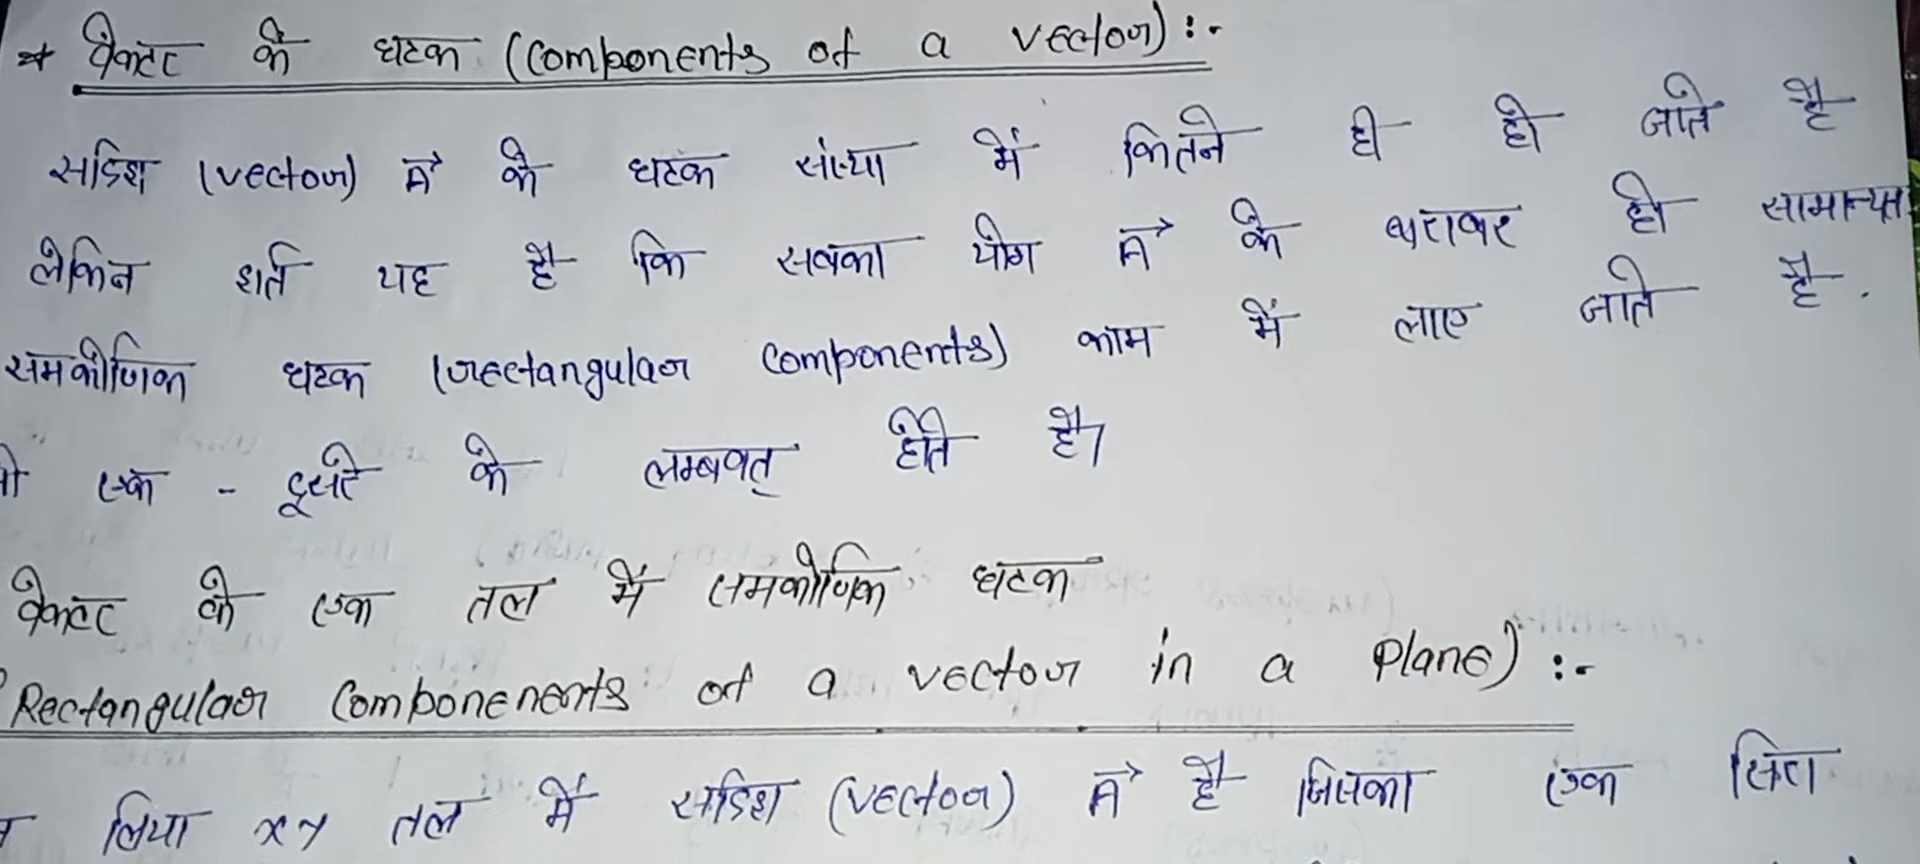 * वेक्टर के घटक (Components of a vector) :-
सदिश (vector) A→ के घटक संख्या में कितने ही हो जाते है
लेकिन शर्त यह है कि सबका योग A→ के बराबर हो सामान्यत
समकोणिक घटक (rectangular components) काम में लाए जाते है .
एक - दूसरे के लम्बवत् होते है।
वेक्टर के एक तल में समकोणिक घटक
Rectangular Componenents of a vector in a Plane) :-
लिया xy तल में सदिश (vector) A→ है जिसका एक सिरा